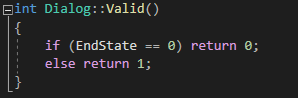 int Dialog::Valid()
{
    if (EndState == 0) return 0;
    else return 1;
}